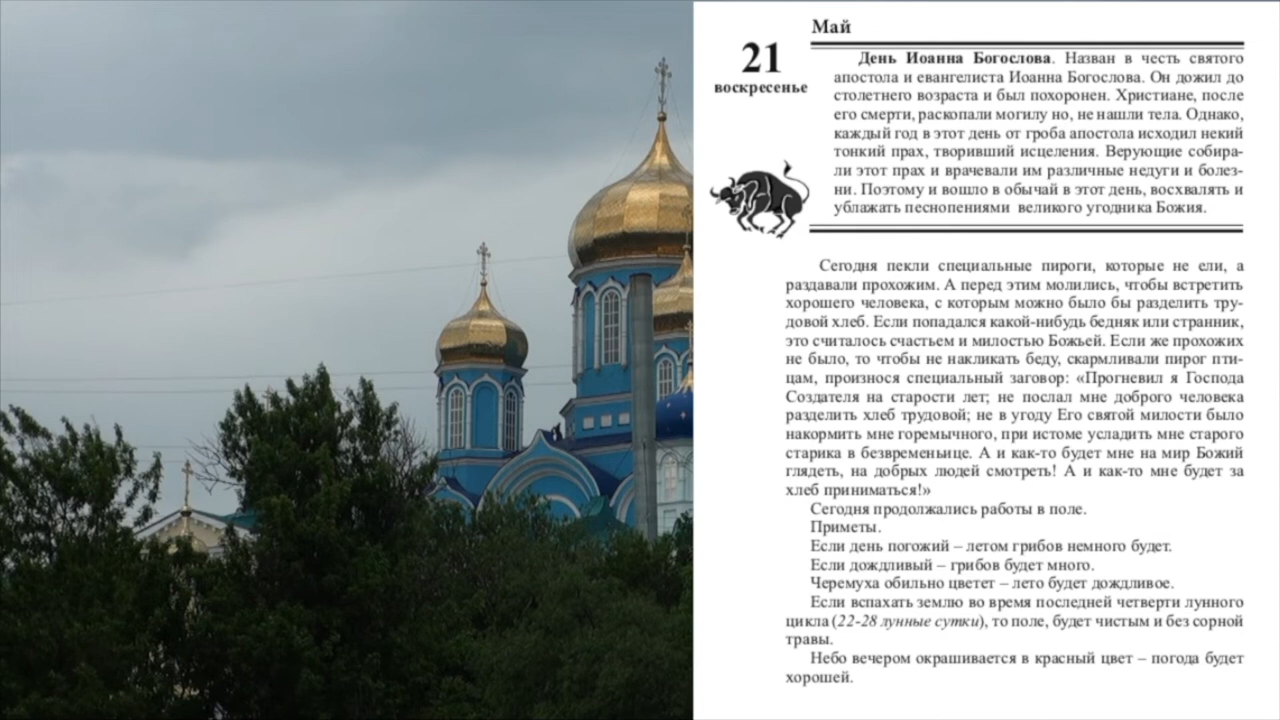 Май
21
воскресенье
День Иоанна Богослова. Назван в честь святого
апостола и евангелиста Иоанна Богослова. Он дожил до
столетнего возраста и был похоронен. Христиане, после
его смерти, раскопали могилу но, не нашли тела. Однако,
каждый год в этот день от гроба апостола исходил некий
тонкий прах, творивший исцеления. Верующие собира-
ли этот прах и врачевали им различные недуги и болез-
ни. Поэтому и вошло в обычай в этот день, восхвалять и
ублажать песнопениями великого угодника Божия.
Сегодня пекли специальные пироги, которые не ели, а
раздавали прохожим. А перед этим молились, чтобы встретить
хорошего человека, с которым можно было бы разделить тру-
довой хлеб. Если попадался какой-нибудь бедняк или странник,
это считалось счастьем и милостью Божьей. Если же прохожих
не было, то чтобы не накликать беду, скармливали пирог пти-
цам, произнося специальный заговор: «Прогневил я Господа
Создателя на старости лет; не послал мне доброго человека
разделить хлеб трудовой; не в угоду Его святой милости было
накормить мне горемычного, при истоме усладить мне старого
старика в безвременьице. А и как-то будет мне на мир Божий
глядеть, на добрых людей смотреть! А и как-то мне будет за
хлеб приниматься!»
Сегодня продолжались работы в поле.
Приметы.
Если день погожий – летом грибов немного будет.
Если дождливый – грибов будет много.
Черемуха обильно цветет – лето будет дождливое.
Если вспахать землю во время последней четверти лунного
цикла (22-28 лунные сутки), то поле, будет чистым и без сорной
травы.
Небо вечером окрашивается в красный цвет – погода будет
хорошей.